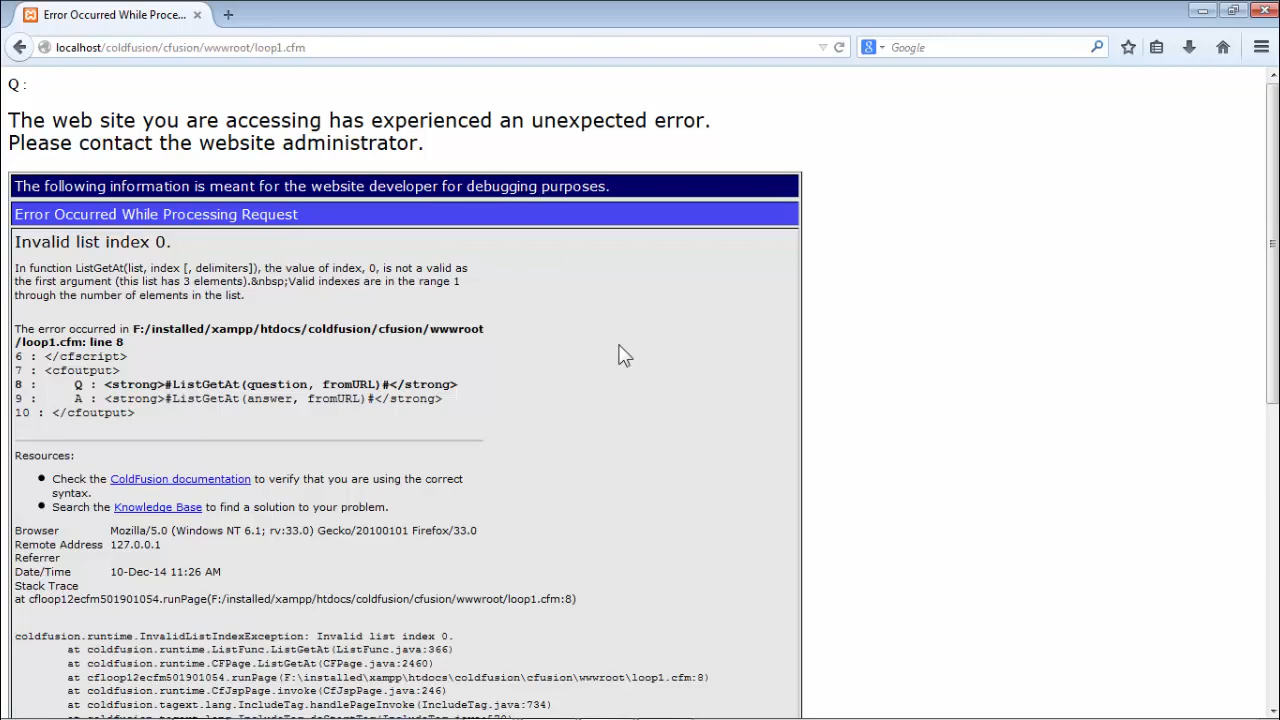 Error Occurred While Proce...
localhost/coldfusion/cfusion/wwwroot/loop1.cfm
Google
Q :
The web site you are accessing has experienced an unexpected error.
Please contact the website administrator.
The following information is meant for the website developer for debugging purposes.
Error Occurred While Processing Request
Invalid list index 0.
In function ListGetAt(list, index [, delimiters]), the value of index, 0, is not a valid as
the first argument (this list has 3 elements).&nbsp;Valid indexes are in the range 1
through the number of elements in the list.
The error occurred in F:/installed/xampp/htdocs/coldfusion/cfusion/wwwroot
/loop1.cfm: line 8
6 : </cfscript>
7 : <cfoutput>
8 : Q : <strong>#ListGetAt(question, fromURL)#</strong>
9 : A : <strong>#ListGetAt(answer, fromURL)#</strong>
10 : </cfoutput>
Resources:
Check the ColdFusion documentation to verify that you are using the correct
syntax.
Search the Knowledge Base to find a solution to your problem.
Browser Mozilla/5.0 (Windows NT 6.1; rv:33.0) Gecko/20100101 Firefox/33.0
Remote Address 127.0.0.1
Referrer
Date/Time 10-Dec-14 11:26 AM
Stack Trace
at cfloop12ecfm501901054.runPage(F:/installed/xampp/htdocs/coldfusion/cfusion/wwwroot/loop1.cfm:8)
coldfusion.runtime.InvalidListIndexException: Invalid list index 0.
at coldfusion.runtime.ListFunc.ListGetAt(ListFunc.java:366)
at coldfusion.runtime.CFPage.ListGetAt(CFPage.java:2460)
at cfloop12ecfm501901054.runPage(F:\installed\xampp\htdocs\coldfusion\cfusion\wwwroot\loop1.cfm:8)
at coldfusion.runtime.CfJspPage.invoke(CfJspPage.java:246)
at coldfusion.tagext.lang.IncludeTag.handlePageInvoke(IncludeTag.java:734)